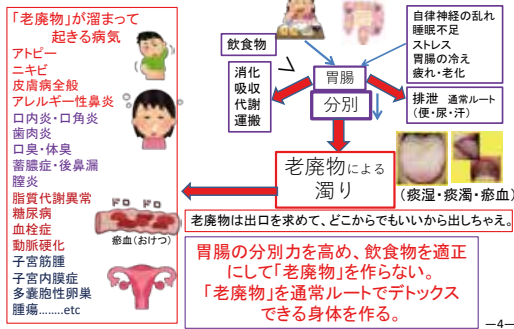 「老廃物」が溜まって
起きる病気
アトピー
ニキビ
皮膚病全般
アレルギー性鼻炎
口内炎・口角炎
歯肉炎
口臭・体臭
蓄膿症・後鼻漏
膣炎
脂質代謝異常
糖尿病
血栓症
動脈硬化
子宮筋腫
子宮内膜症
多嚢胞性卵巣
腫瘍........etc
ドロ ドロ
瘀血(おけつ)
飲食物
消化
吸収
代謝
運搬
胃腸
分別
自律神経の乱れ
睡眠不足
ストレス
胃腸の冷え
疲れ・老化
排泄 通常ルート
(便・尿・汗)
老廃物による
濁り
(痰湿・痰濁・瘀血)
老廃物は出口を求めて、どこからでもいいから出しちゃえ。
胃腸の分別力を高め、飲食物を適正
にして「老廃物」を作らない。
「老廃物」を通常ルートでデトックス
できる身体を作る。
—4—